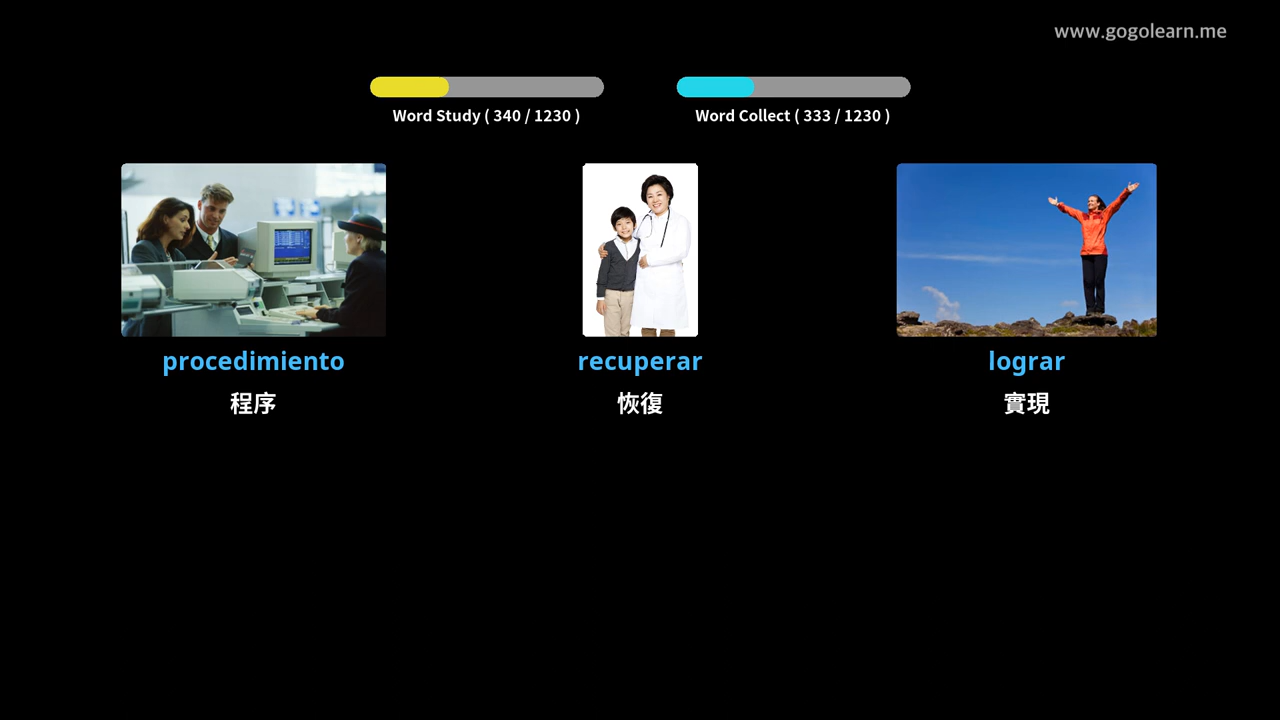 www.gogolearn.me
Word Study ( 340 / 1230 )
Word Collect ( 333 / 1230 )
procedimiento
recuperar
lograr
程序
恢復
實現